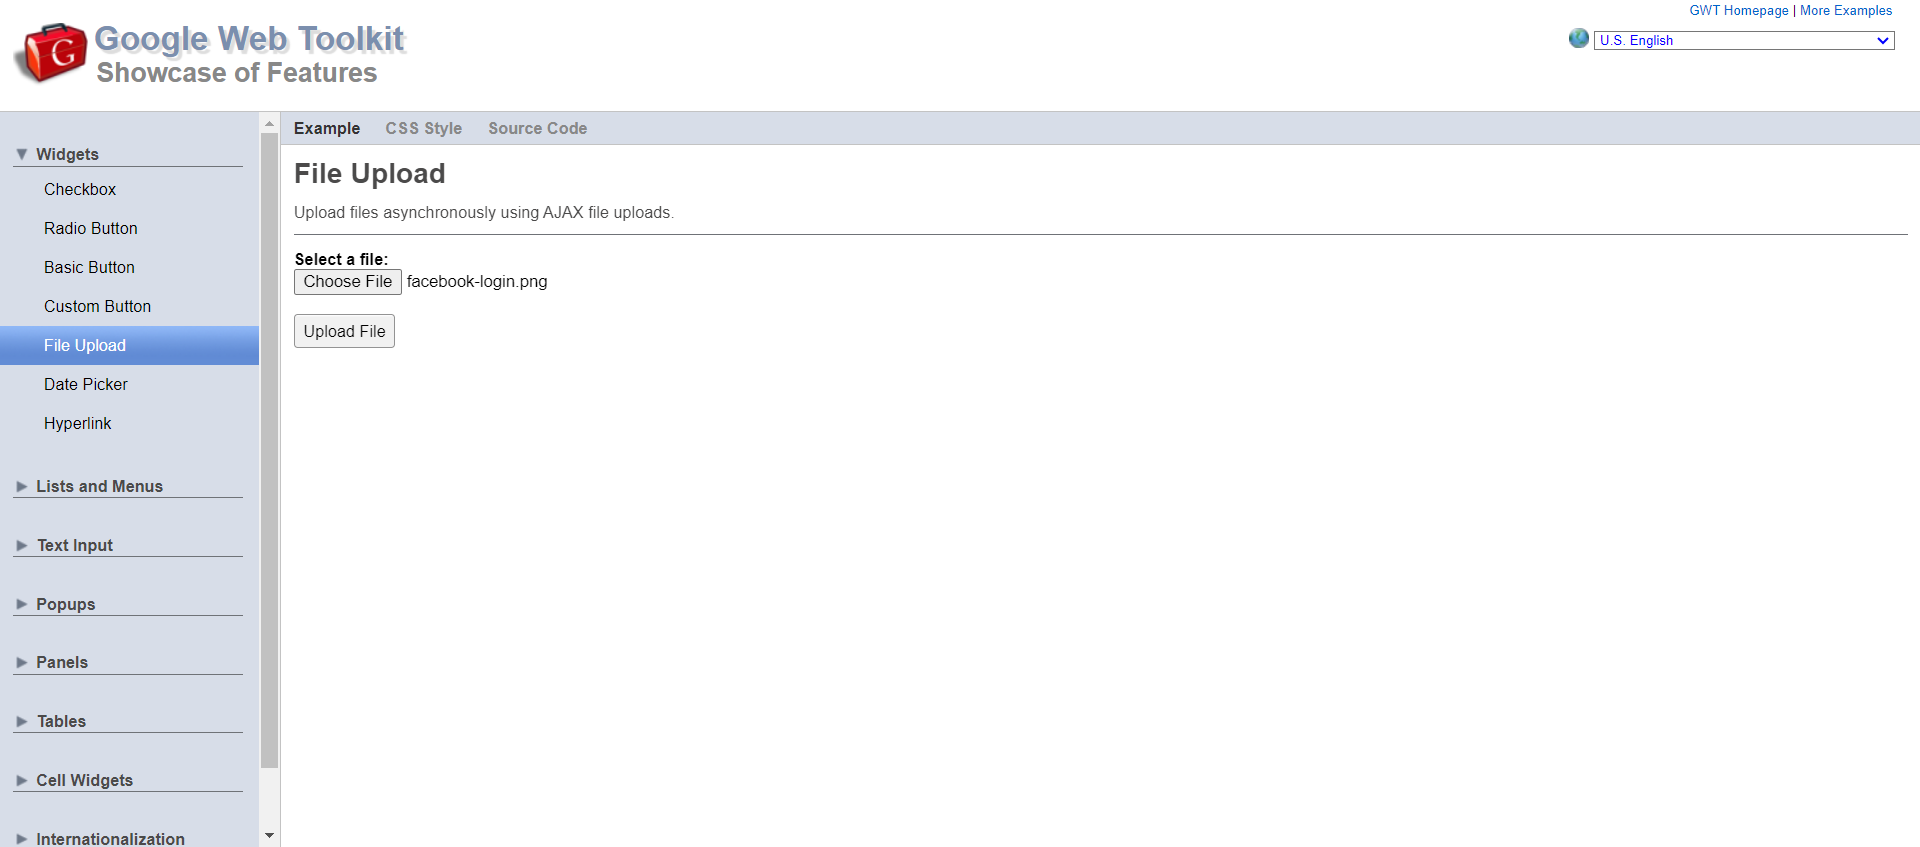 GWT Homepage | More Examples
G
Google Web Toolkit
Showcase of Features
U.S. English
Widgets
Checkbox
Radio Button
Basic Button
Custom Button
File Upload
Date Picker
Hyperlink
Lists and Menus
Text Input
Popups
Panels
Tables
Cell Widgets
Internationalization
Example CSS Style Source Code
File Upload
Upload files asynchronously using AJAX file uploads.
Select a file:
Choose File facebook-login.png
Upload File